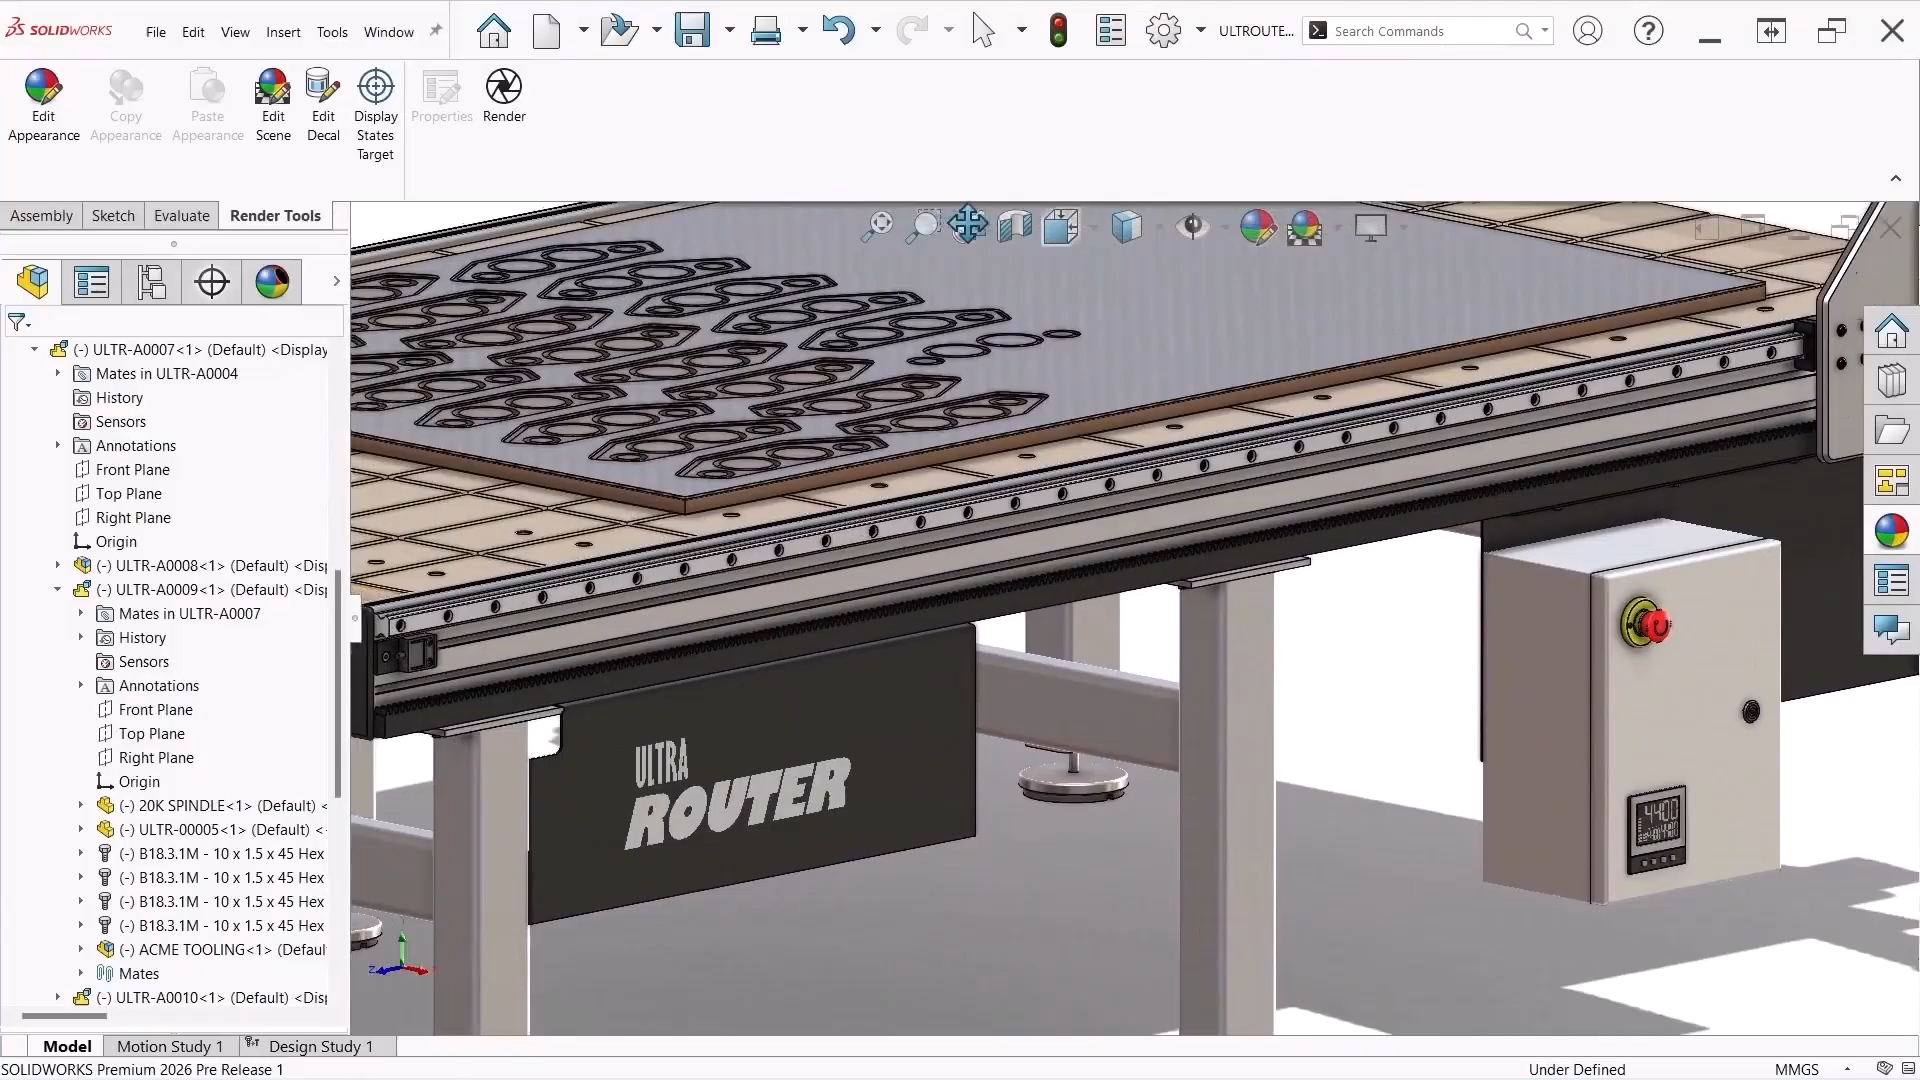 SOLIDWORKS
File Edit View Insert Tools Window
ULTROUTE...
Search Commands
Edit Appearance
Copy Appearance
Paste Appearance
Edit Scene
Edit Decal
Display States Target
Properties
Render
Assembly Sketch Evaluate Render Tools
(-) ULTR-A0007<1> (Default) <Display
Mates in ULTR-A0004
History
Sensors
Annotations
Front Plane
Top Plane
Right Plane
Origin
(-) ULTR-A0008<1> (Default) <Disp
(-) ULTR-A0009<1> (Default) <Disp
Mates in ULTR-A0007
History
Sensors
Annotations
Front Plane
Top Plane
Right Plane
Origin
(-) 20K SPINDLE<1> (Default) <
(-) ULTR-00005<1> (Default) <
(-) B18.3.1M - 10 x 1.5 x 45 Hex
(-) B18.3.1M - 10 x 1.5 x 45 Hex
(-) B18.3.1M - 10 x 1.5 x 45 Hex
(-) B18.3.1M - 10 x 1.5 x 45 Hex
(-) ACME TOOLING<1> (Defaul
Mates
(-) ULTR-A0010<1> (Default) <Disp
ULTRA
ROUTER
4400
Z
Model Motion Study 1 Design Study 1
SOLIDWORKS Premium 2026 Pre Release 1
Under Defined
MMGS